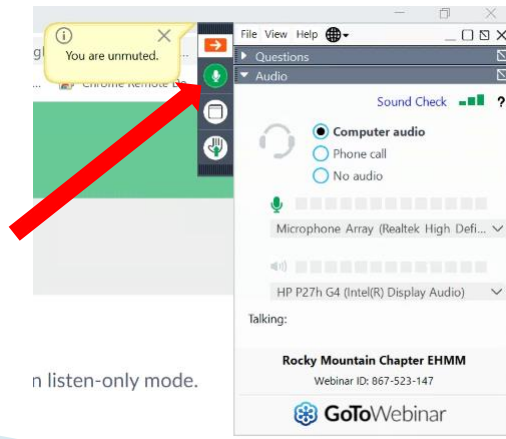 You are unmuted.
File View Help
Questions
Audio
Sound Check ?
Computer audio
Phone call
No audio
Microphone Array (Realtek High Defi...
HP P27h G4 (Intel(R) Display Audio)
Talking:
Rocky Mountain Chapter EHMM
Webinar ID: 867-523-147
GoToWebinar
n listen-only mode.